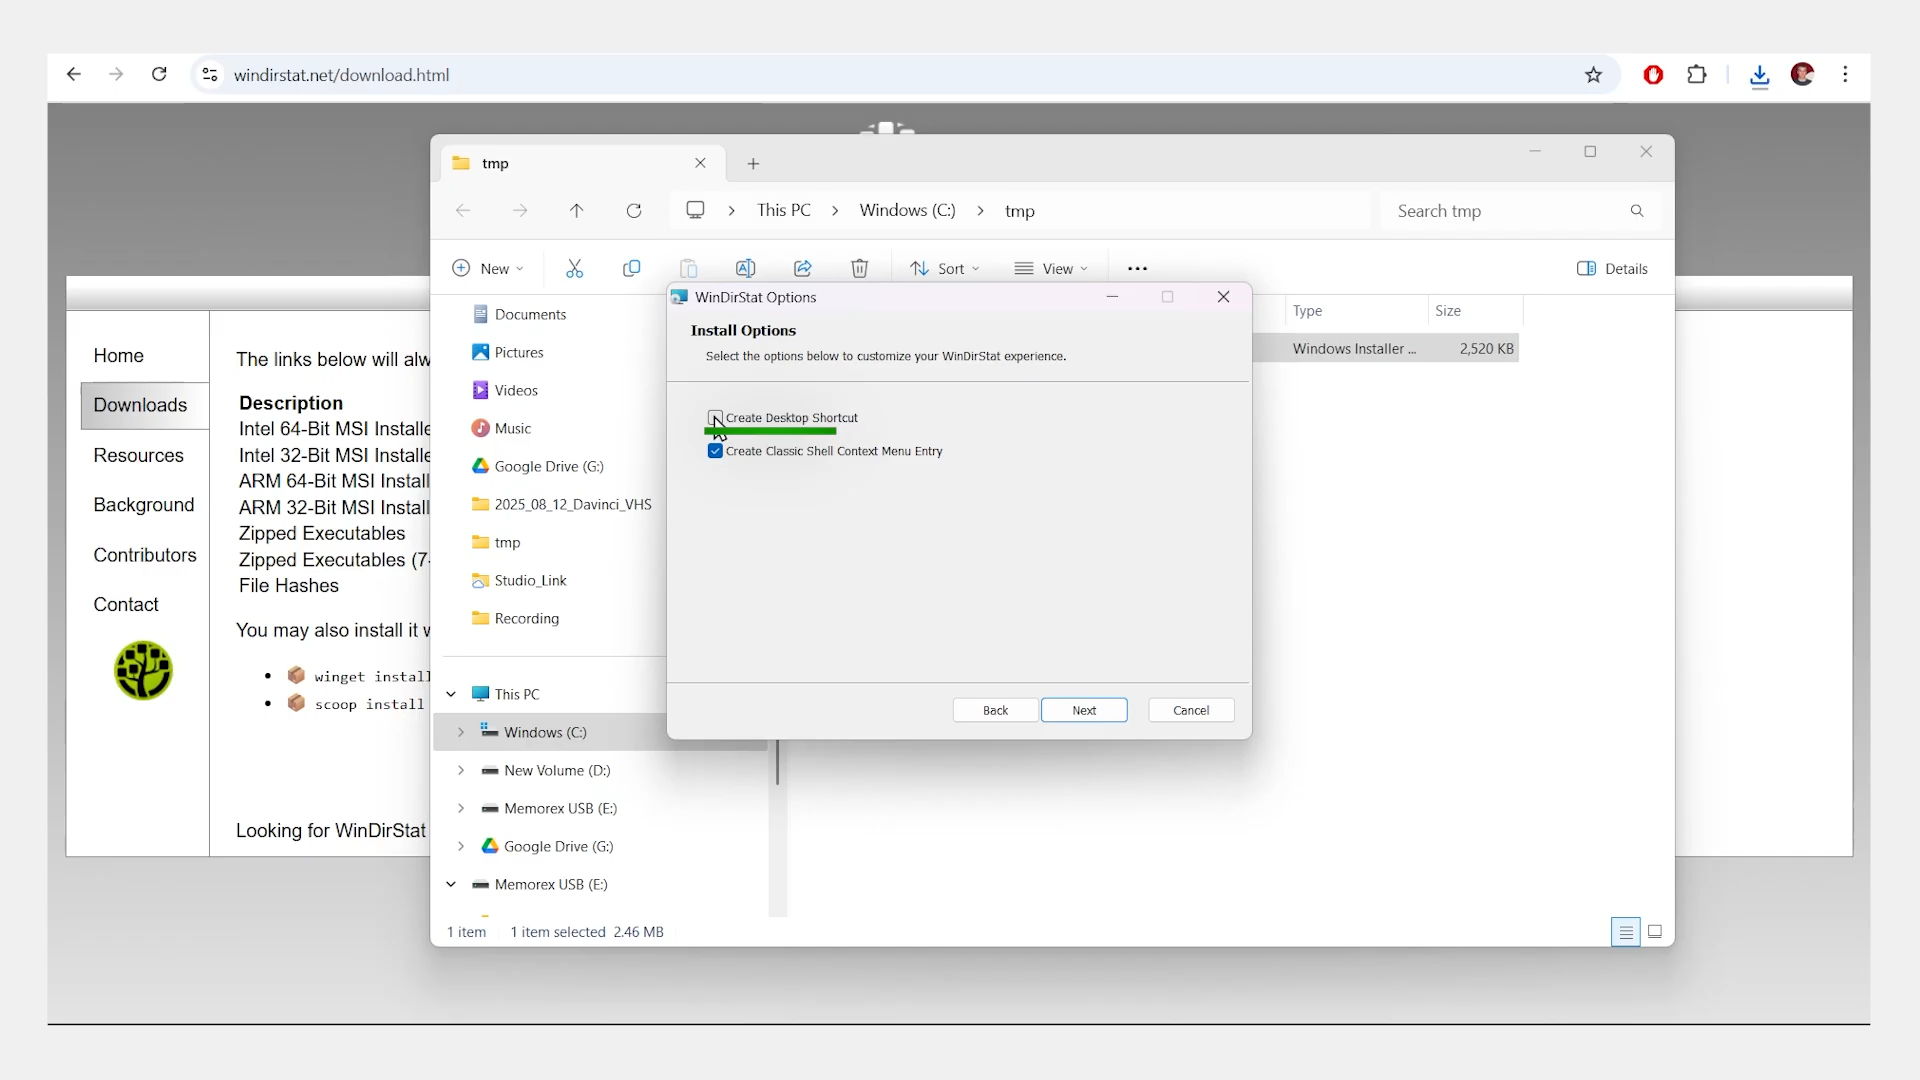 windirstat.net/download.html
tmp
This PC
Windows (C:)
tmp
Search tmp
New
Sort
View
Details
Documents
Pictures
Videos
Music
Google Drive (G:)
2025_08_12_Davinci_VHS
tmp
Studio_Link
Recording
This PC
Windows (C:)
New Volume (D:)
Memorex USB (E:)
Google Drive (G:)
Memorex USB (E:)
Type
Size
Windows Installer ...
2,520 KB
1 item
1 item selected 2.46 MB
WinDirStat Options
Install Options
Select the options below to customize your WinDirStat experience.
Create Desktop Shortcut
Create Classic Shell Context Menu Entry
Back
Next
Cancel
Home
Downloads
Resources
Background
Contributors
Contact
The links below will
Description
Intel 64-Bit MSI
Intel 32-Bit MSI
ARM 64-Bit MSI
ARM 32-Bit MSI
Zipped Executables
Zipped Executables (7-
File Hashes
You may also install it
winget install
scoop install
Looking for WinDirStat